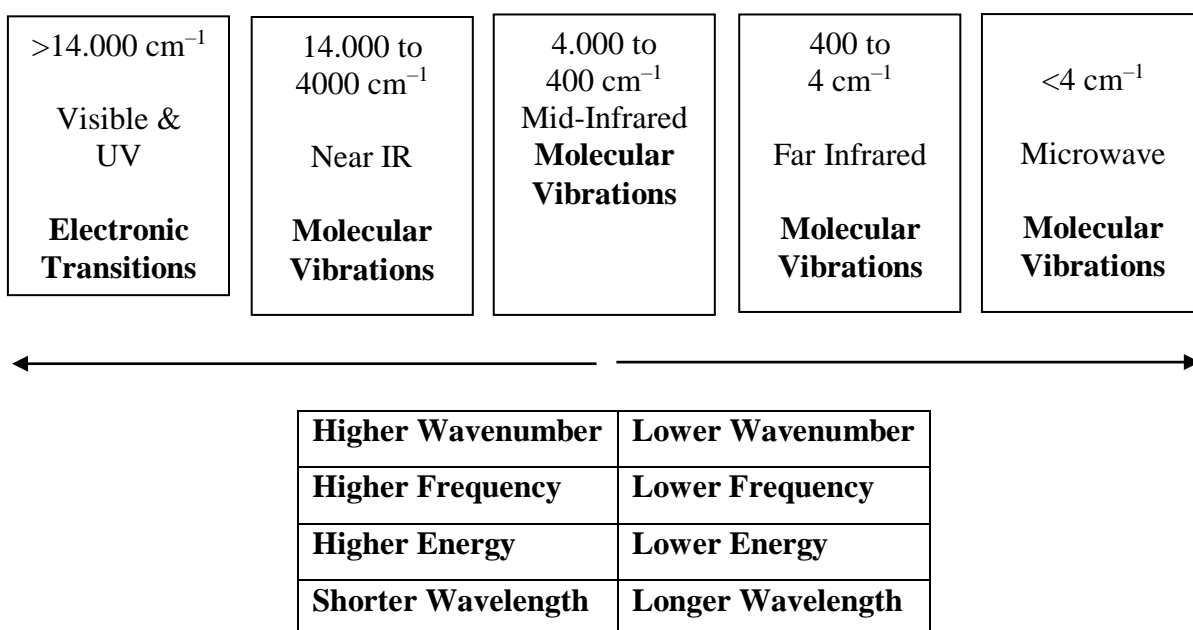 >14.000 cm⁻¹
Visible &
UV
Electronic
Transitions
14.000 to
4000 cm⁻¹
Near IR
Molecular
Vibrations
4.000 to
400 cm⁻¹
Mid-Infrared
Molecular
Vibrations
400 to
4 cm⁻¹
Far Infrared
Molecular
Vibrations
<4 cm⁻¹
Microwave
Molecular
Vibrations
Higher Wavenumber Lower Wavenumber
Higher Frequency Lower Frequency
Higher Energy Lower Energy
Shorter Wavelength Longer Wavelength